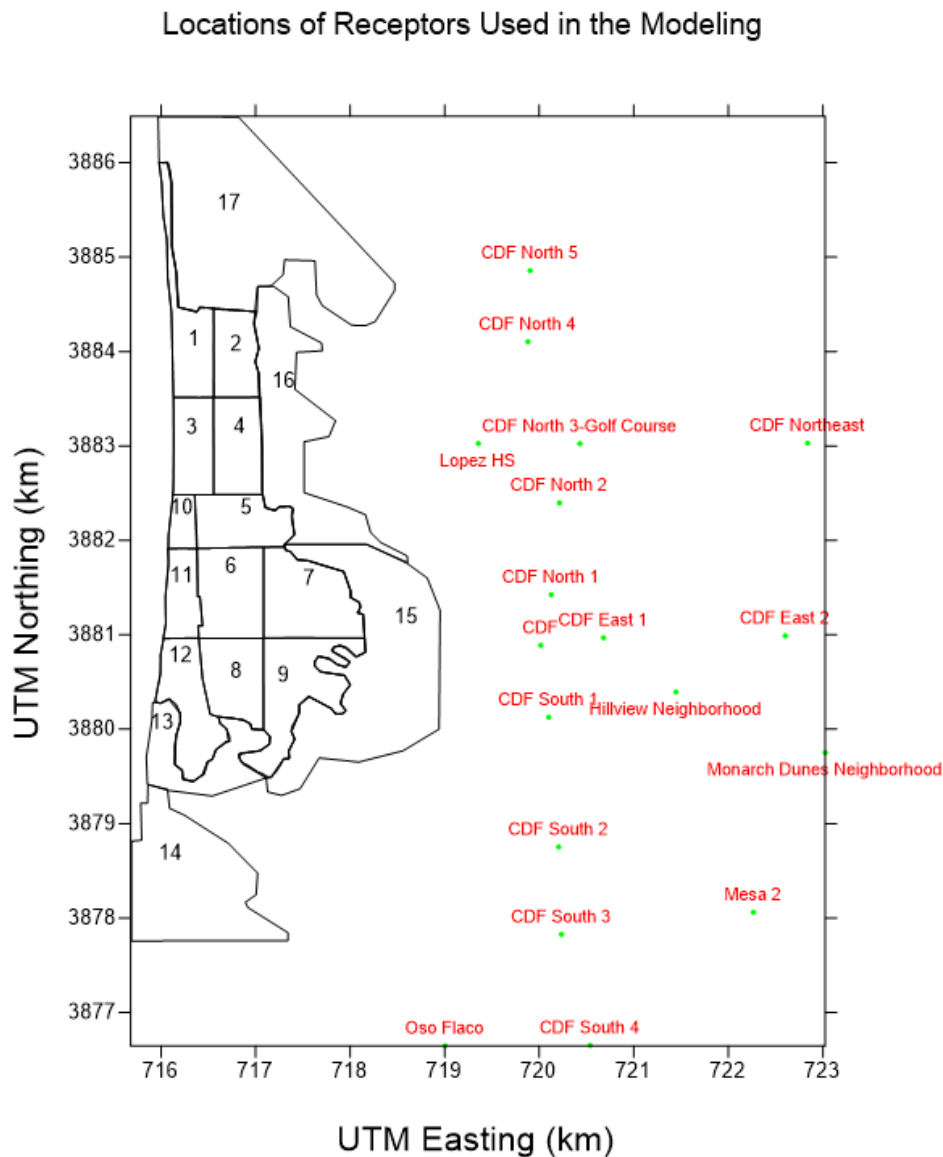 Locations of Receptors Used in the Modeling
3886
17
3885
CDF North 5
CDF North 4
1
2
3884
16
3
4
3883
CDF North 3-Golf Course
CDF Northeast
Lopez HS
CDF North 2
10
5
3882
11
6
7
CDF North 1
15
CDF
CDF East 1
CDF East 2
3881
12
8
9
CDF South 1
Hillview Neighborhood
13
3880
Monarch Dunes Neighborhood
3879
CDF South 2
14
Mesa 2
3878
CDF South 3
3877
Oso Flaco
CDF South 4
716 717 718 719 720 721 722 723
UTM Easting (km)
UTM Northing (km)